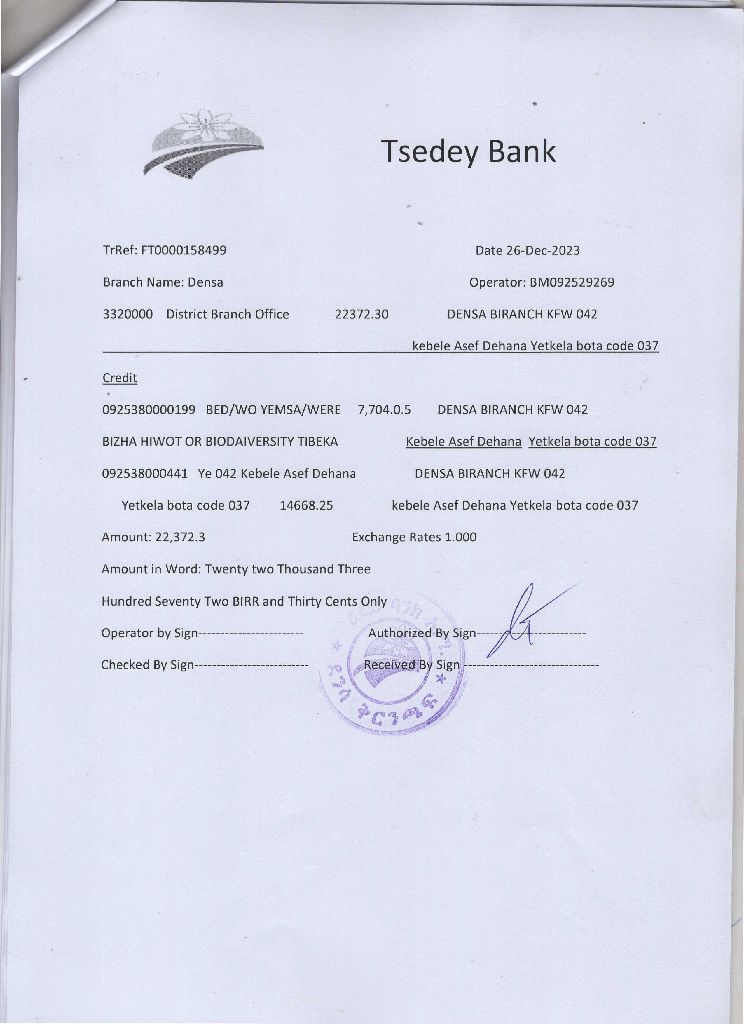 Tsedey Bank
TrRef: FT0000158499 Date 26-Dec-2023
Branch Name: Densa Operator: BM092529269
3320000 District Branch Office 22372.30 DENSA BIRANCH KFW 042
kebele Asef Dehana Yetkela bota code 037
Credit
0925380000199 BED/WO YEMSA/WERE 7,704.0.5 DENSA BIRANCH KFW 042
BIZHA HIWOT OR BIODAIVERSITY TIBEKA Kebele Asef Dehana Yetkela bota code 037
092538000441 Ye 042 Kebele Asef Dehana DENSA BIRANCH KFW 042
Yetkela bota code 037 14668.25 kebele Asef Dehana Yetkela bota code 037
Amount: 22,372.3 Exchange Rates 1.000
Amount in Word: Twenty two Thousand Three
Hundred Seventy Two BIRR and Thirty Cents Only
Operator by Sign----------------------- Authorized By Sign-----------------------
Checked By Sign------------------------- Received By Sign -----------------------------
ደንሳ ቅርንጫፍ